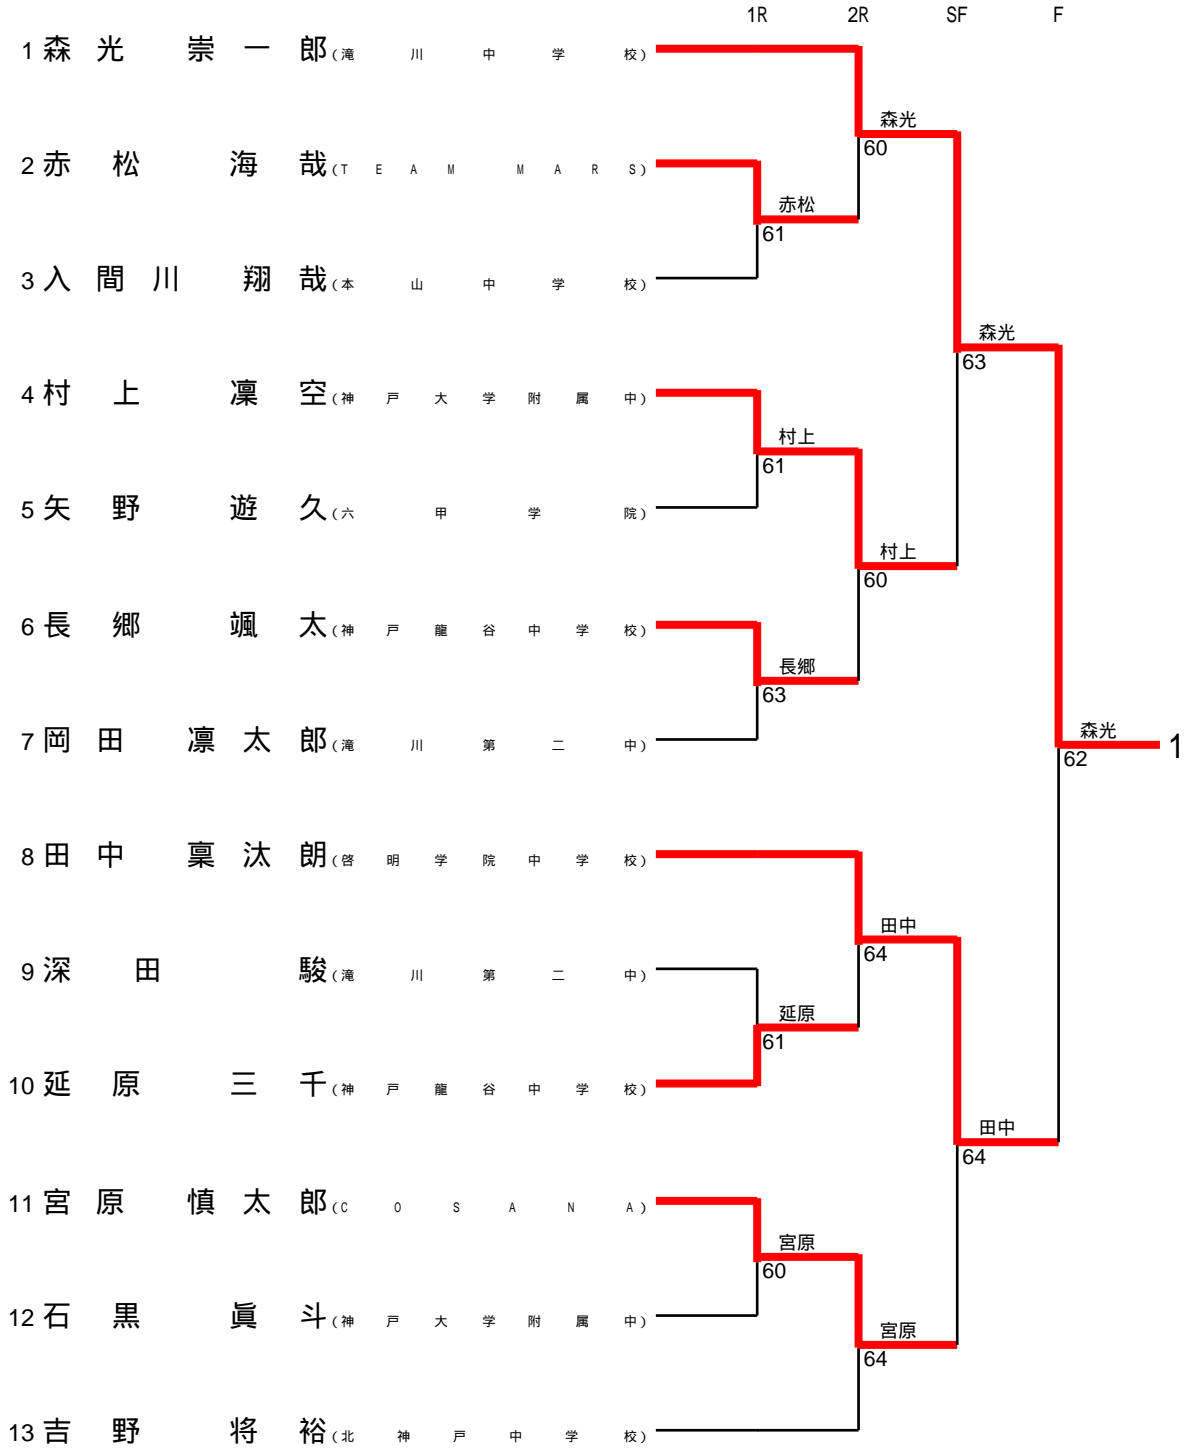 1R 2R SF F
1 森光 崇一郎 (滝川中学校)
森光
60
2 赤松 海哉 (TEAM MARS)
赤松
61
3 入間川 翔哉 (本山中学校)
森光
63
4 村上 凜空 (神戸大学附属中)
村上
61
5 矢野 遊久 (六甲学院)
村上
60
6 長郷 颯太 (神戸龍谷中学校)
長郷
63
7 岡田 凛太郎 (滝川第二中)
森光 1
62
8 田中 稟汰朗 (啓明学院中学校)
田中
64
9 深田 駿 (滝川第二中)
延原
61
10 延原 三千 (神戸龍谷中学校)
田中
64
11 宮原 慎太郎 (COSANA)
宮原
60
12 石黒 眞斗 (神戸大学附属中)
宮原
64
13 吉野 将裕 (北神戸中学校)